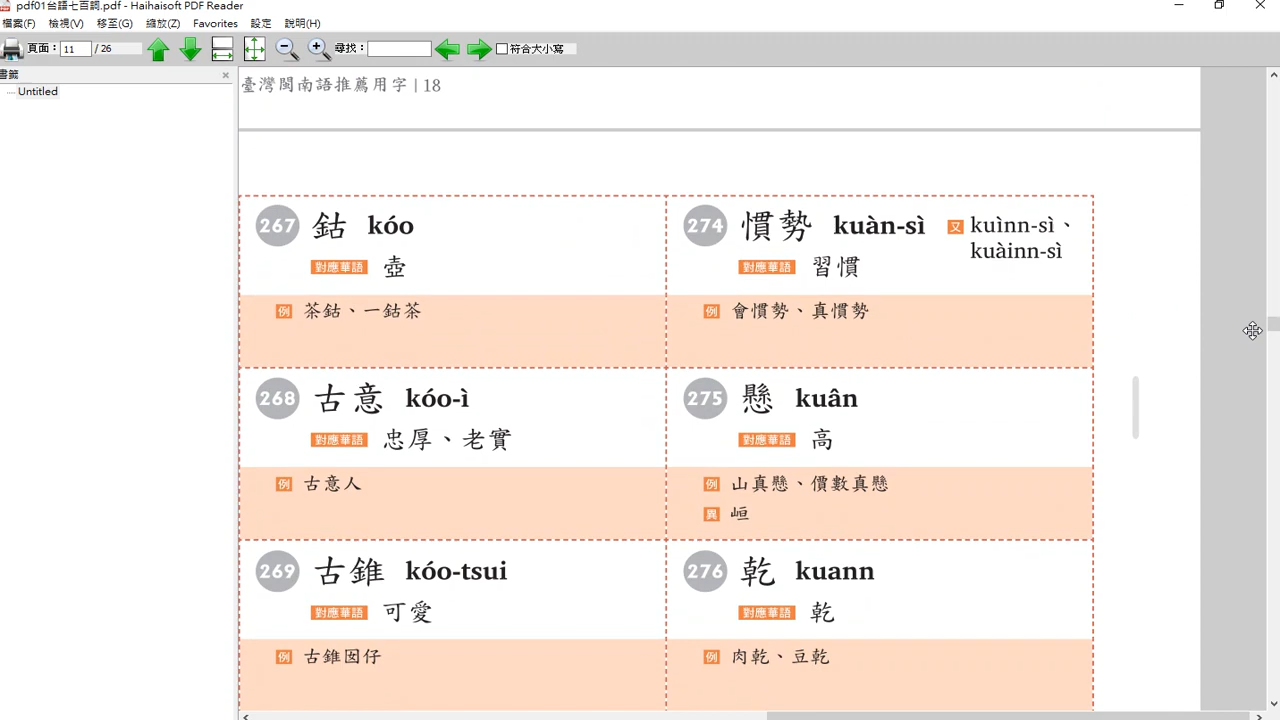 pdf01台語七百詞.pdf - Haihaisoft PDF Reader
檔案(F) 檢視(V) 移至(G) 縮放(Z) Favorites 設定 說明(H)
頁面：11 / 26 尋找： 符合大小寫
書籤
Untitled
臺灣閩南語推薦用字 | 18
267 鈷 kóo
對應華語 壺
例 茶鈷、一鈷茶
268 古意 kóo-ì
對應華語 忠厚、老實
例 古意人
269 古錐 kóo-tsui
對應華語 可愛
例 古錐囡仔
274 慣勢 kuàn-sì 又 kuìnn-sì、
kuàinn-sì
對應華語 習慣
例 會慣勢、真慣勢
275 懸 kuân
對應華語 高
例 山真懸、價數真懸
異 峘
276 乾 kuann
對應華語 乾
例 肉乾、豆乾